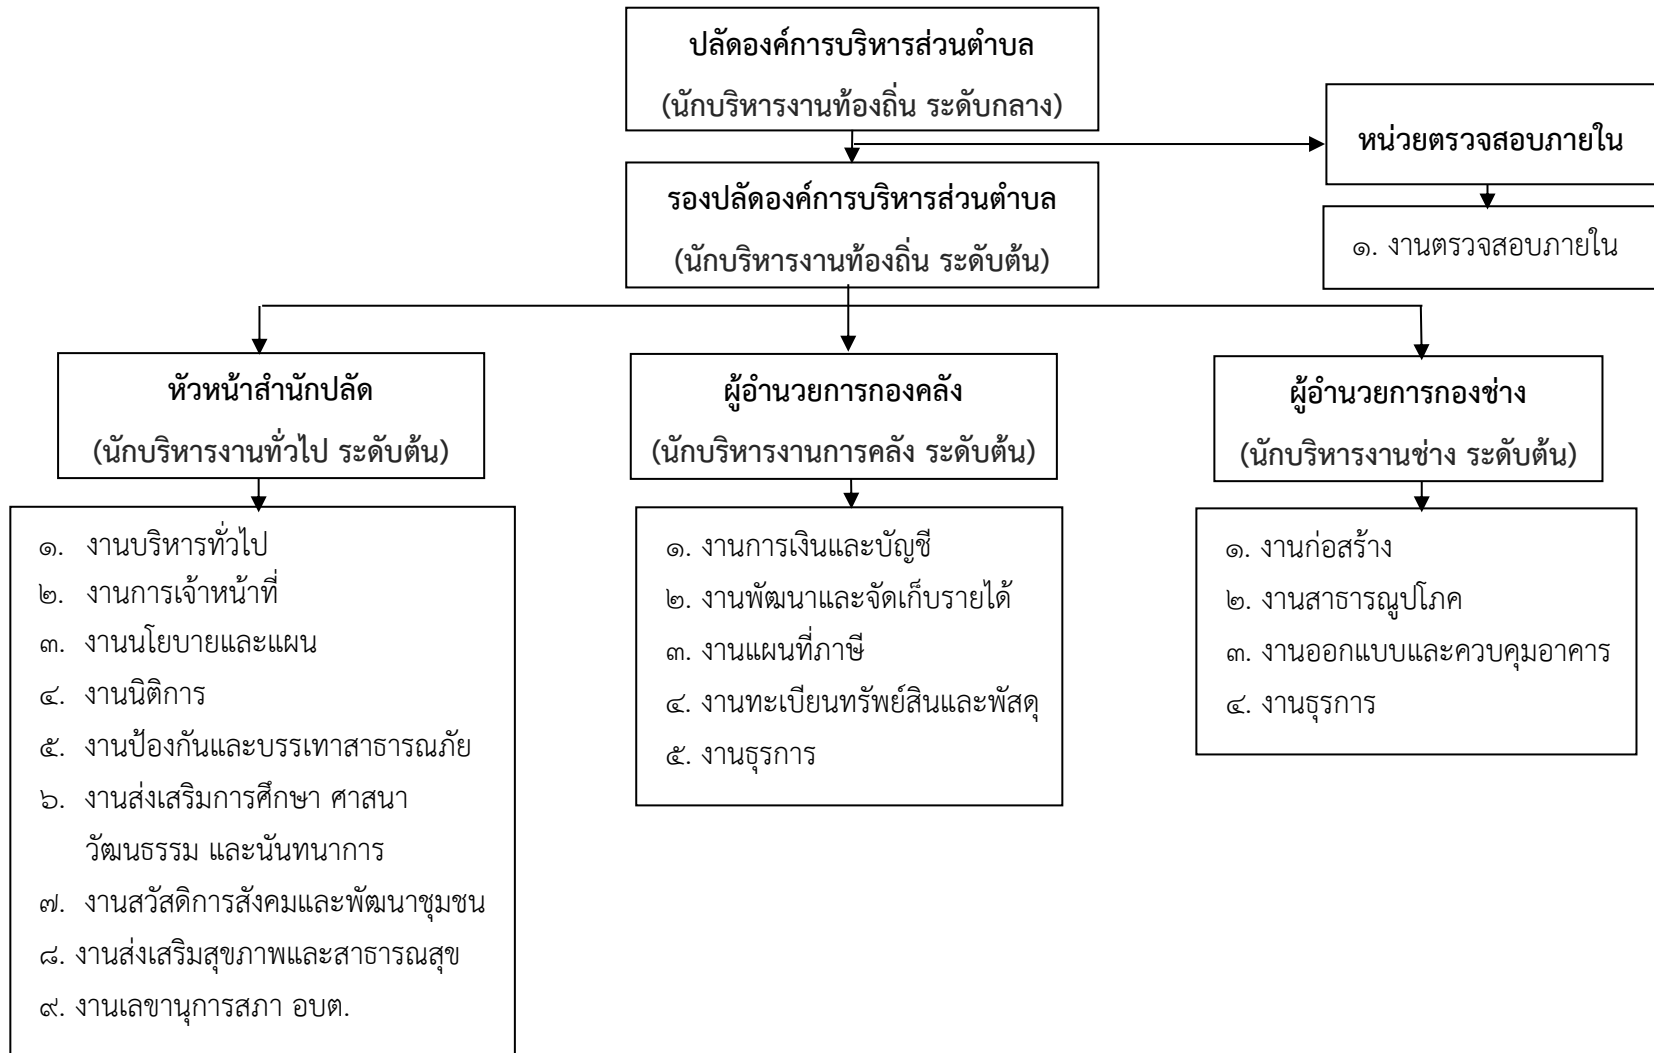 ปลัดองค์การบริหารส่วนตำบล
(นักบริหารงานท้องถิ่น ระดับกลาง)
หน่วยตรวจสอบภายใน
๑. งานตรวจสอบภายใน
รองปลัดองค์การบริหารส่วนตำบล
(นักบริหารงานท้องถิ่น ระดับต้น)
หัวหน้าสำนักปลัด
(นักบริหารงานทั่วไป ระดับต้น)
๑. งานบริหารทั่วไป
๒. งานการเจ้าหน้าที่
๓. งานนโยบายและแผน
๔. งานนิติการ
๕. งานป้องกันและบรรเทาสาธารณภัย
๖. งานส่งเสริมการศึกษา ศาสนา
วัฒนธรรม และนันทนาการ
๗. งานสวัสดิการสังคมและพัฒนาชุมชน
๘. งานส่งเสริมสุขภาพและสาธารณสุข
๙. งานเลขานุการสภา อบต.
ผู้อำนวยการกองคลัง
(นักบริหารงานการคลัง ระดับต้น)
๑. งานการเงินและบัญชี
๒. งานพัฒนาและจัดเก็บรายได้
๓. งานแผนที่ภาษี
๔. งานทะเบียนทรัพย์สินและพัสดุ
๕. งานธุรการ
ผู้อำนวยการกองช่าง
(นักบริหารงานช่าง ระดับต้น)
๑. งานก่อสร้าง
๒. งานสาธารณูปโภค
๓. งานออกแบบและควบคุมอาคาร
๔. งานธุรการ